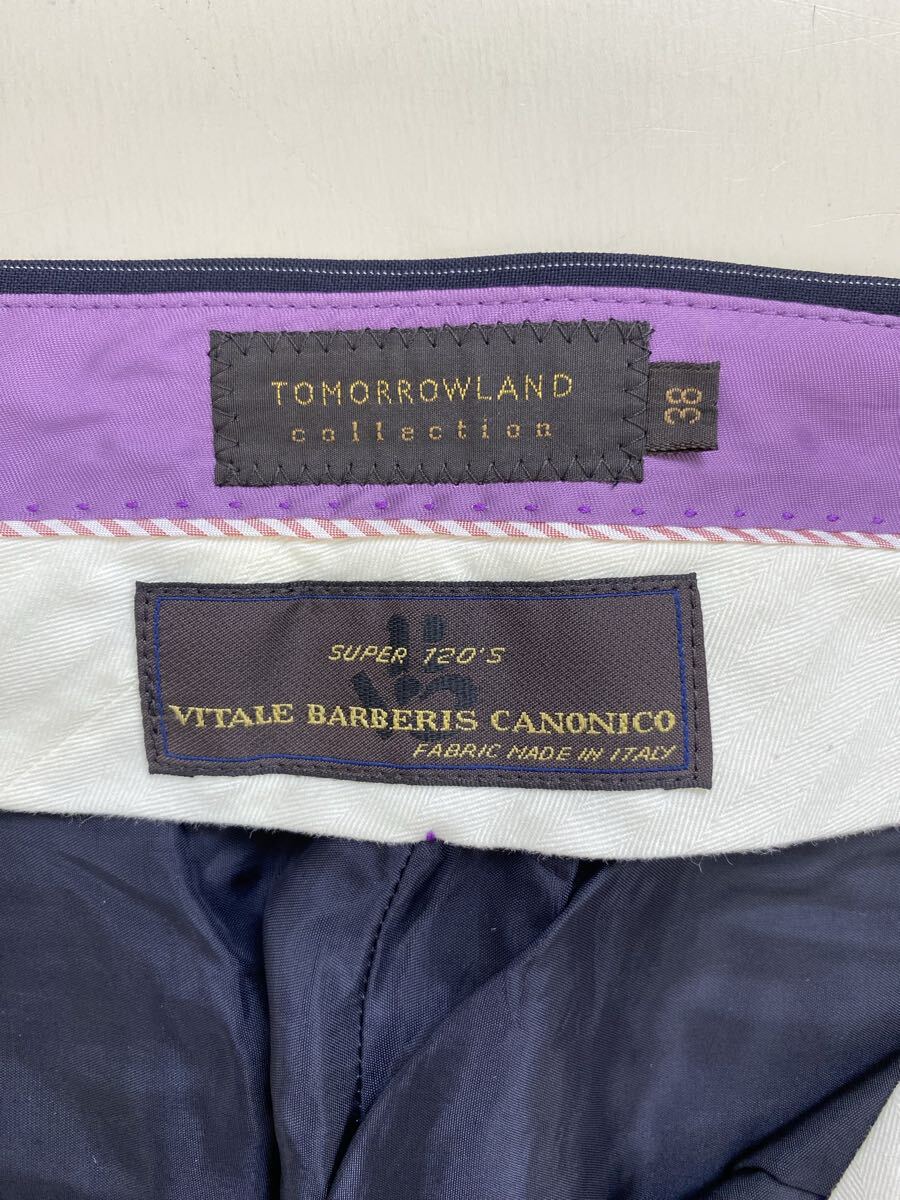 TOMORROWLAND
collection
38
SUPER 120'S
VITALE BARBERIS CANONICO
FABRIC MADE IN ITALY